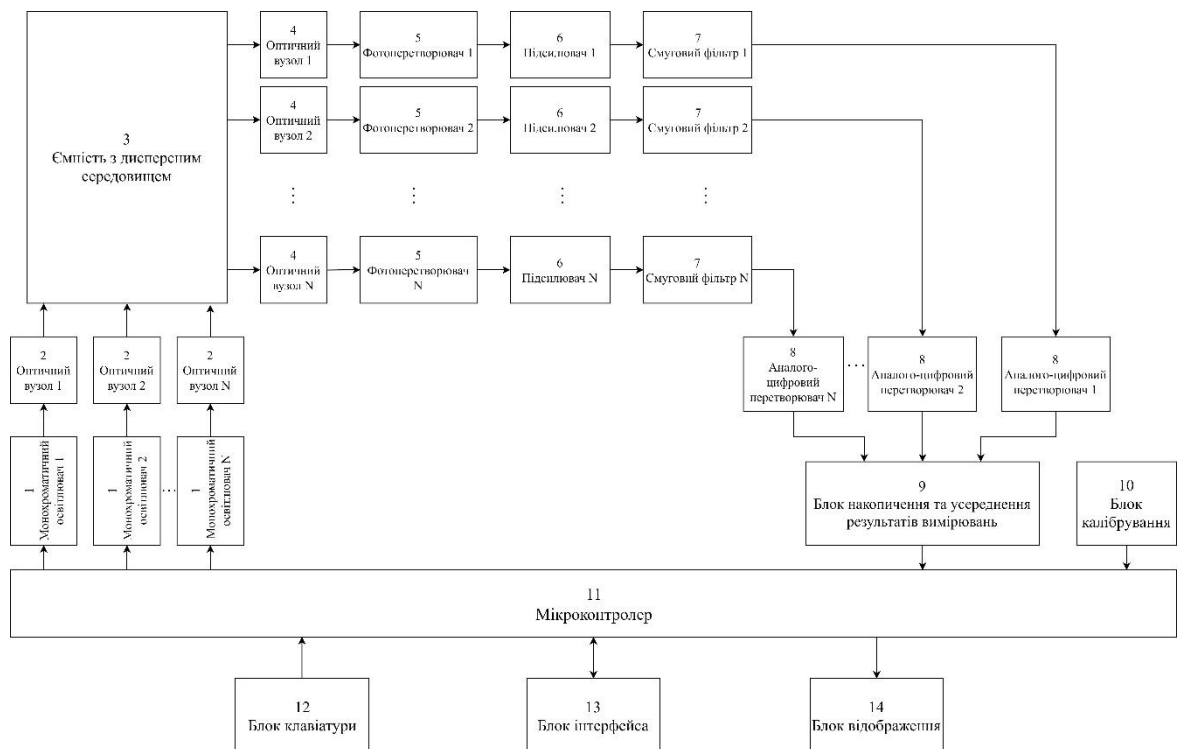 3
Ємність з дисперсним
середовищем
4
Оптичний
вузол 1
5
Фотоперетворювач 1
6
Підсилювач 1
7
Смуговий фільтр 1
4
Оптичний
вузол 2
5
Фотоперетворювач 2
6
Підсилювач 2
7
Смуговий фільтр 2
4
Оптичний
вузол N
5
Фотоперетворювач
N
6
Підсилювач N
7
Смуговий фільтр N
2
Оптичний
вузол 1
2
Оптичний
вузол 2
2
Оптичний
вузол N
8
Аналого-
цифровий
перетворювач N
...
8
Аналого-цифровий
перетворювач 2
8
Аналого-цифровий
перетворювач 1
1
Монохроматичний
освітлювач 1
1
Монохроматичний
освітлювач 2
...
1
Монохроматичний
освітлювач N
9
Блок накопичення та усереднення
результатів вимірювань
10
Блок
калібрування
11
Мікроконтролер
12
Блок клавіатури
13
Блок інтерфейса
14
Блок відображення